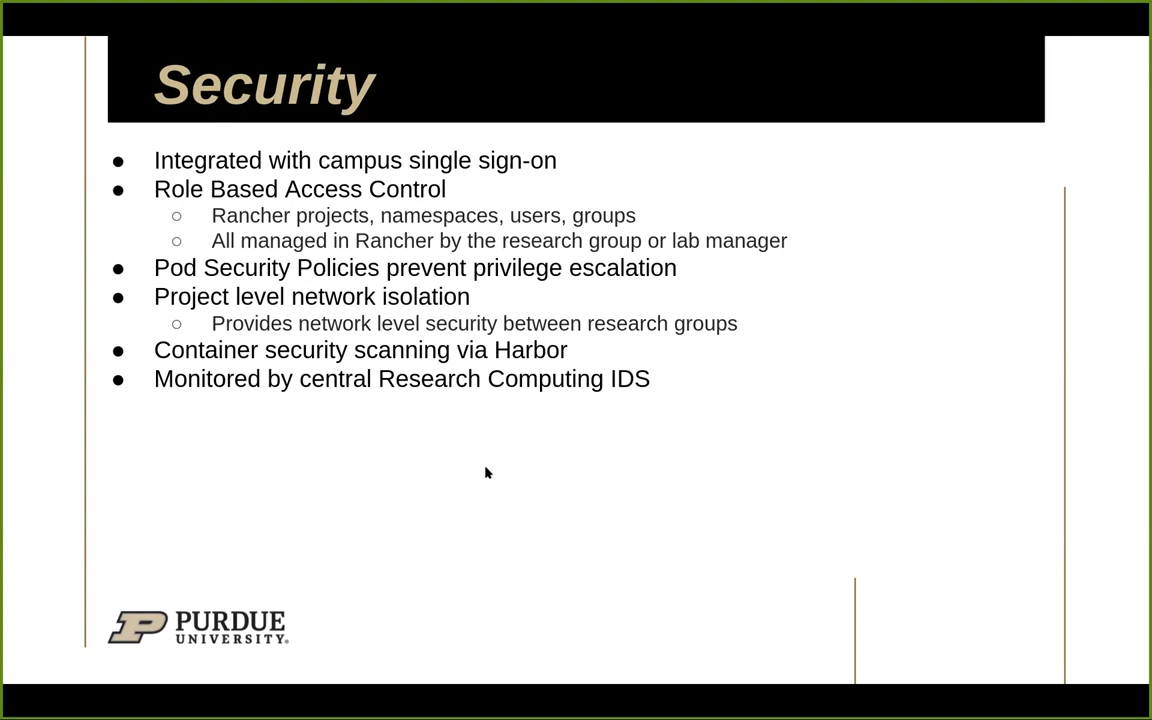 Security
● Integrated with campus single sign-on
● Role Based Access Control
○ Rancher projects, namespaces, users, groups
○ All managed in Rancher by the research group or lab manager
● Pod Security Policies prevent privilege escalation
● Project level network isolation
○ Provides network level security between research groups
● Container security scanning via Harbor
● Monitored by central Research Computing IDS
PURDUE
UNIVERSITY®